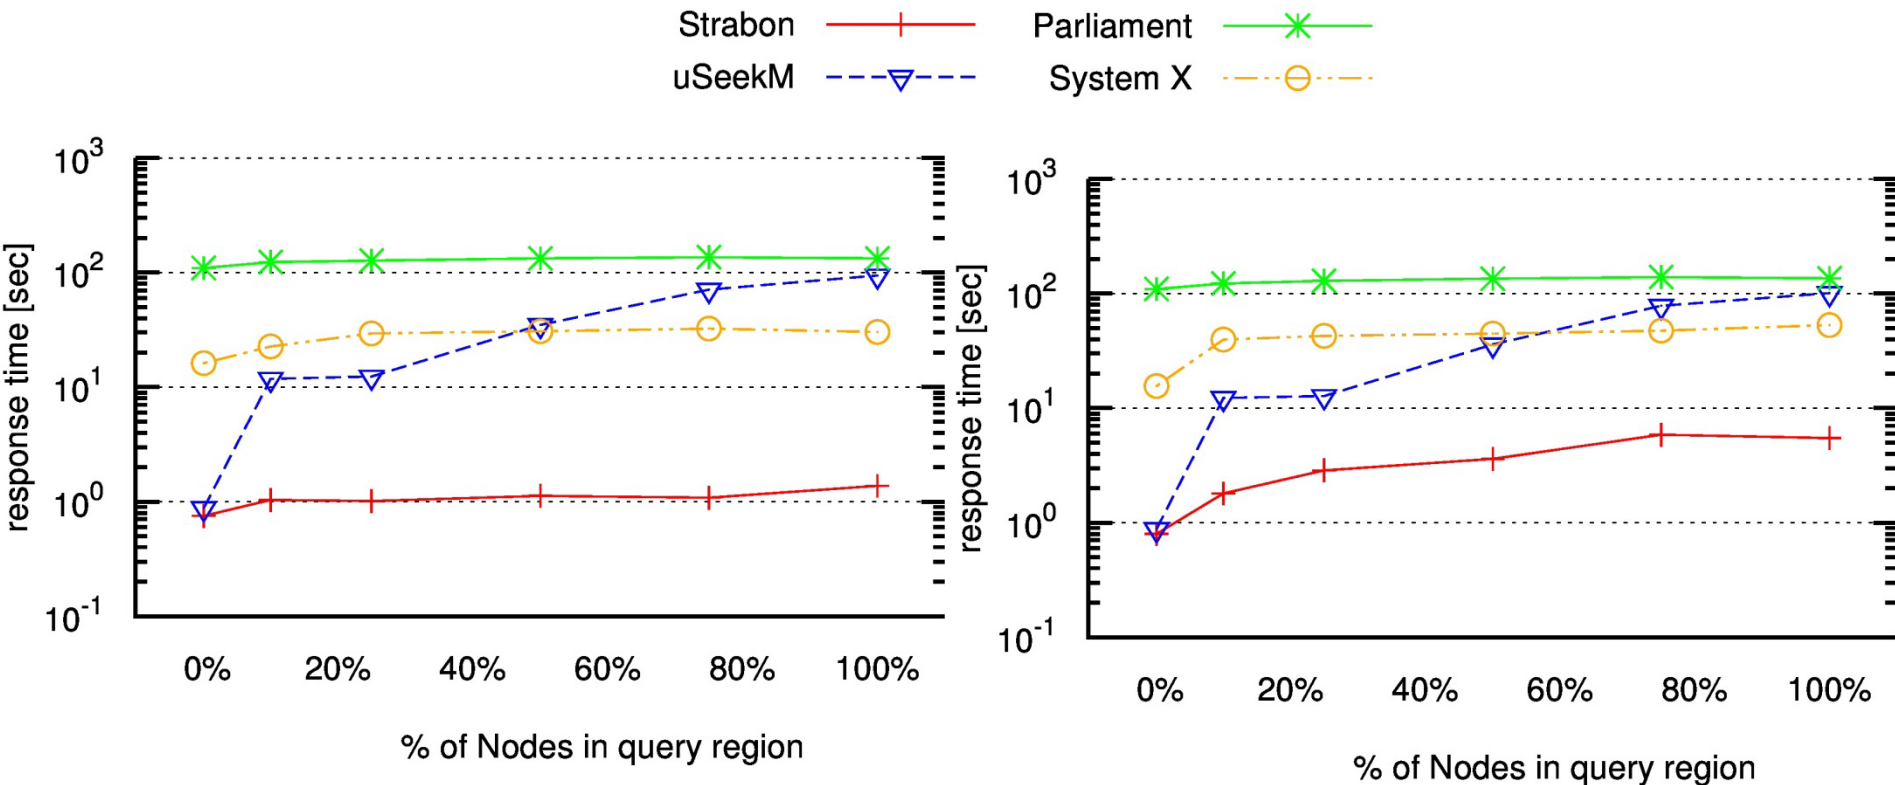 Strabon
Parliament
uSeekM
System X
10^3
10^2
10^1
10^0
10^-1
response time [sec]
0% 20% 40% 60% 80% 100%
% of Nodes in query region
10^3
10^2
10^1
10^0
10^-1
response time [sec]
0% 20% 40% 60% 80% 100%
% of Nodes in query region